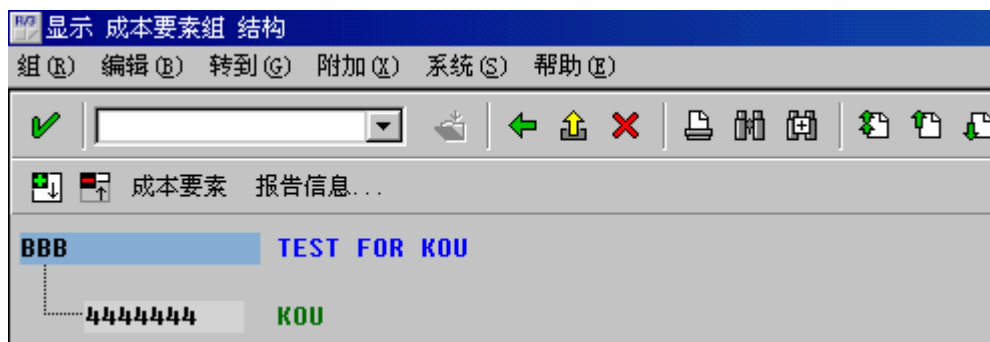 显示 成本要素组 结构
组(R) 编辑(B) 转到(G) 附加(X) 系统(S) 帮助(E)
成本要素 报告信息...
BBB TEST FOR KOU
4444444 KOU